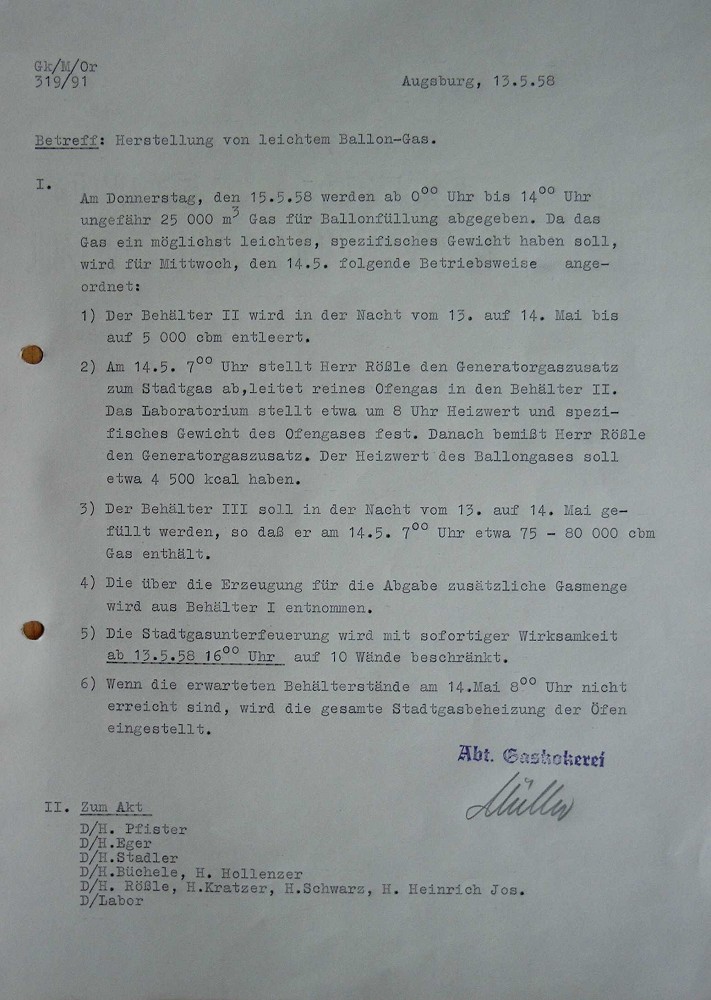 Gk/M/Or
319/91
Augsburg, 13.5.58
Betreff: Herstellung von leichtem Ballon-Gas.
I.
Am Donnerstag, den 15.5.58 werden ab 0⁰⁰ Uhr bis 14⁰⁰ Uhr
ungefähr 25 000 m³ Gas für Ballonfüllung abgegeben. Da das
Gas ein möglichst leichtes, spezifisches Gewicht haben soll,
wird für Mittwoch, den 14.5. folgende Betriebsweise ange-
ordnet:
1) Der Behälter II wird in der Nacht vom 13. auf 14. Mai bis
auf 5 000 cbm entleert.
2) Am 14.5. 7⁰⁰ Uhr stellt Herr Rößle den Generatorgaszusatz
zum Stadtgas ab,leitet reines Ofengas in den Behälter II.
Das Laboratorium stellt etwa um 8 Uhr Heizwert und spezi-
fisches Gewicht des Ofengases fest. Danach bemißt Herr Rößle
den Generatorgaszusatz. Der Heizwert des Ballongases soll
etwa 4 500 kcal haben.
3) Der Behälter III soll in der Nacht vom 13. auf 14. Mai ge-
füllt werden, so daß er am 14.5. 7⁰⁰ Uhr etwa 75 - 80 000 cbm
Gas enthält.
4) Die über die Erzeugung für die Abgabe zusätzliche Gasmenge
wird aus Behälter I entnommen.
5) Die Stadtgasunterfeuerung wird mit sofortiger Wirksamkeit
ab 13.5.58 16⁰⁰ Uhr auf 10 Wände beschränkt.
6) Wenn die erwarteten Behälterstände am 14.Mai 8⁰⁰ Uhr nicht
erreicht sind, wird die gesamte Stadtgasbeheizung der Öfen
eingestellt.
Abt. Gaskokerei
Müller
II. Zum Akt
D/H. Pfister
D/H.Eger
D/H.Stadler
D/H.Büchele, H. Hollenzer
D/H. Rößle, H.Kratzer, H.Schwarz, H. Heinrich Jos.
D/Labor